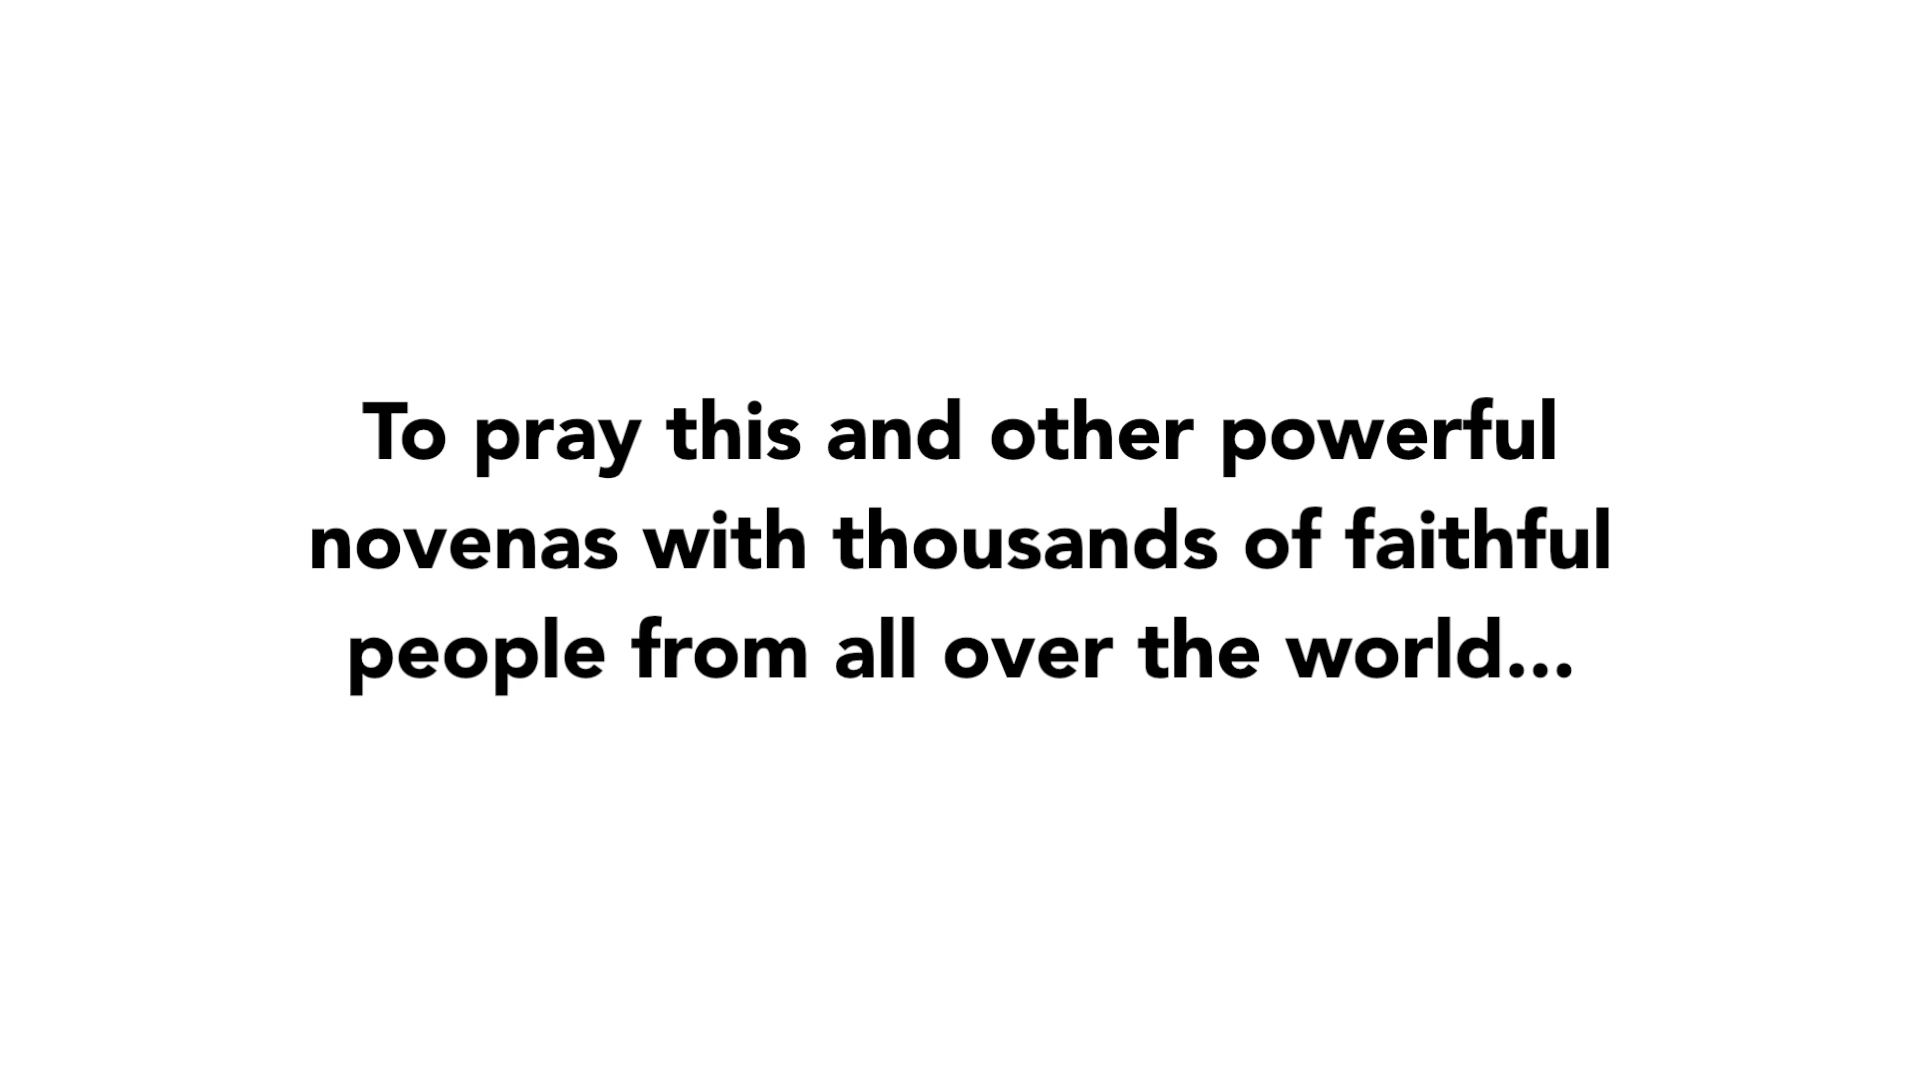 To pray this and other powerful
novenas with thousands of faithful
people from all over the world...